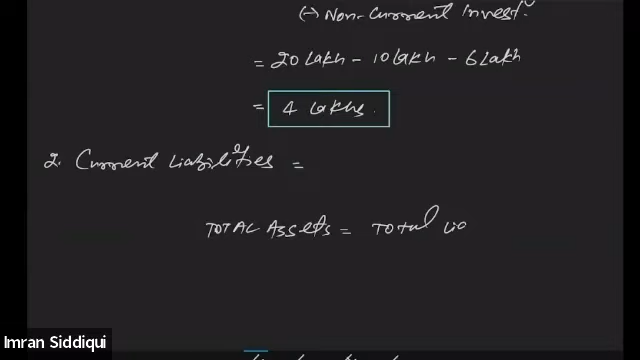 (-) Non-Current Invest.
= 20 Lakh - 10 Lakh - 6 Lakh
= 4 Lakhs.
2. Current Liabilities =
TOTAL Assets = Total Lia
Imran Siddiqui